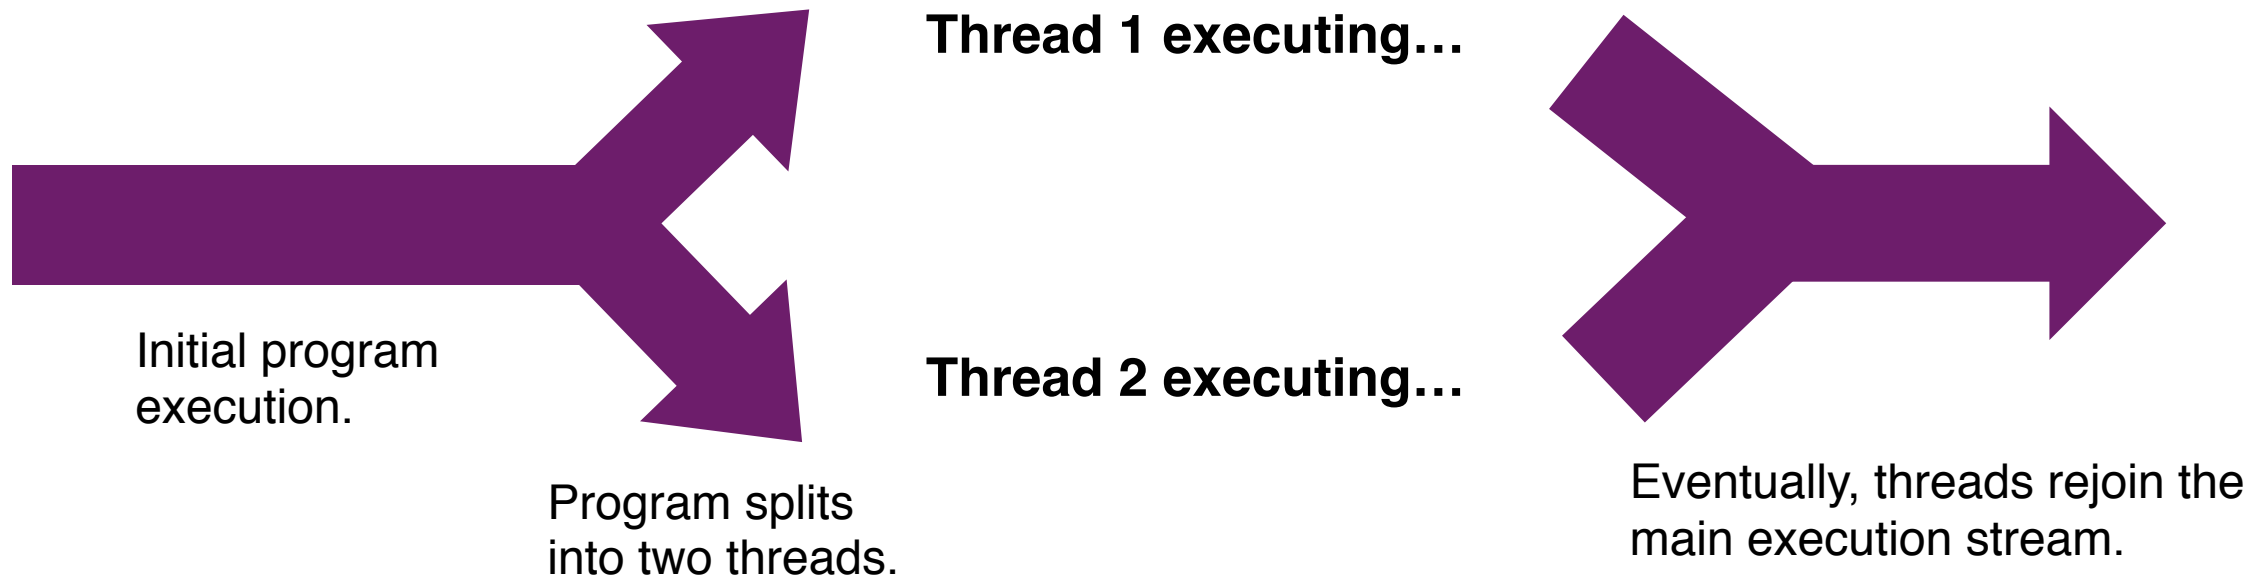 Thread 1 executing…
Initial program
execution.
Thread 2 executing…
Program splits
into two threads.
Eventually, threads rejoin the
main execution stream.